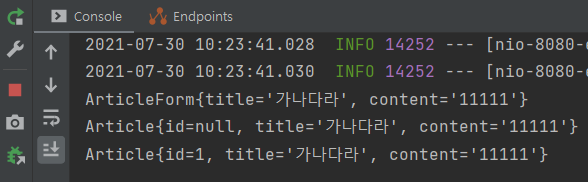 Console Endpoints
2021-07-30 10:23:41.028 INFO 14252 --- [nio-8080-
2021-07-30 10:23:41.030 INFO 14252 --- [nio-8080-
ArticleForm{title='가나다라', content='11111'}
Article{id=null, title='가나다라', content='11111'}
Article{id=1, title='가나다라', content='11111'}